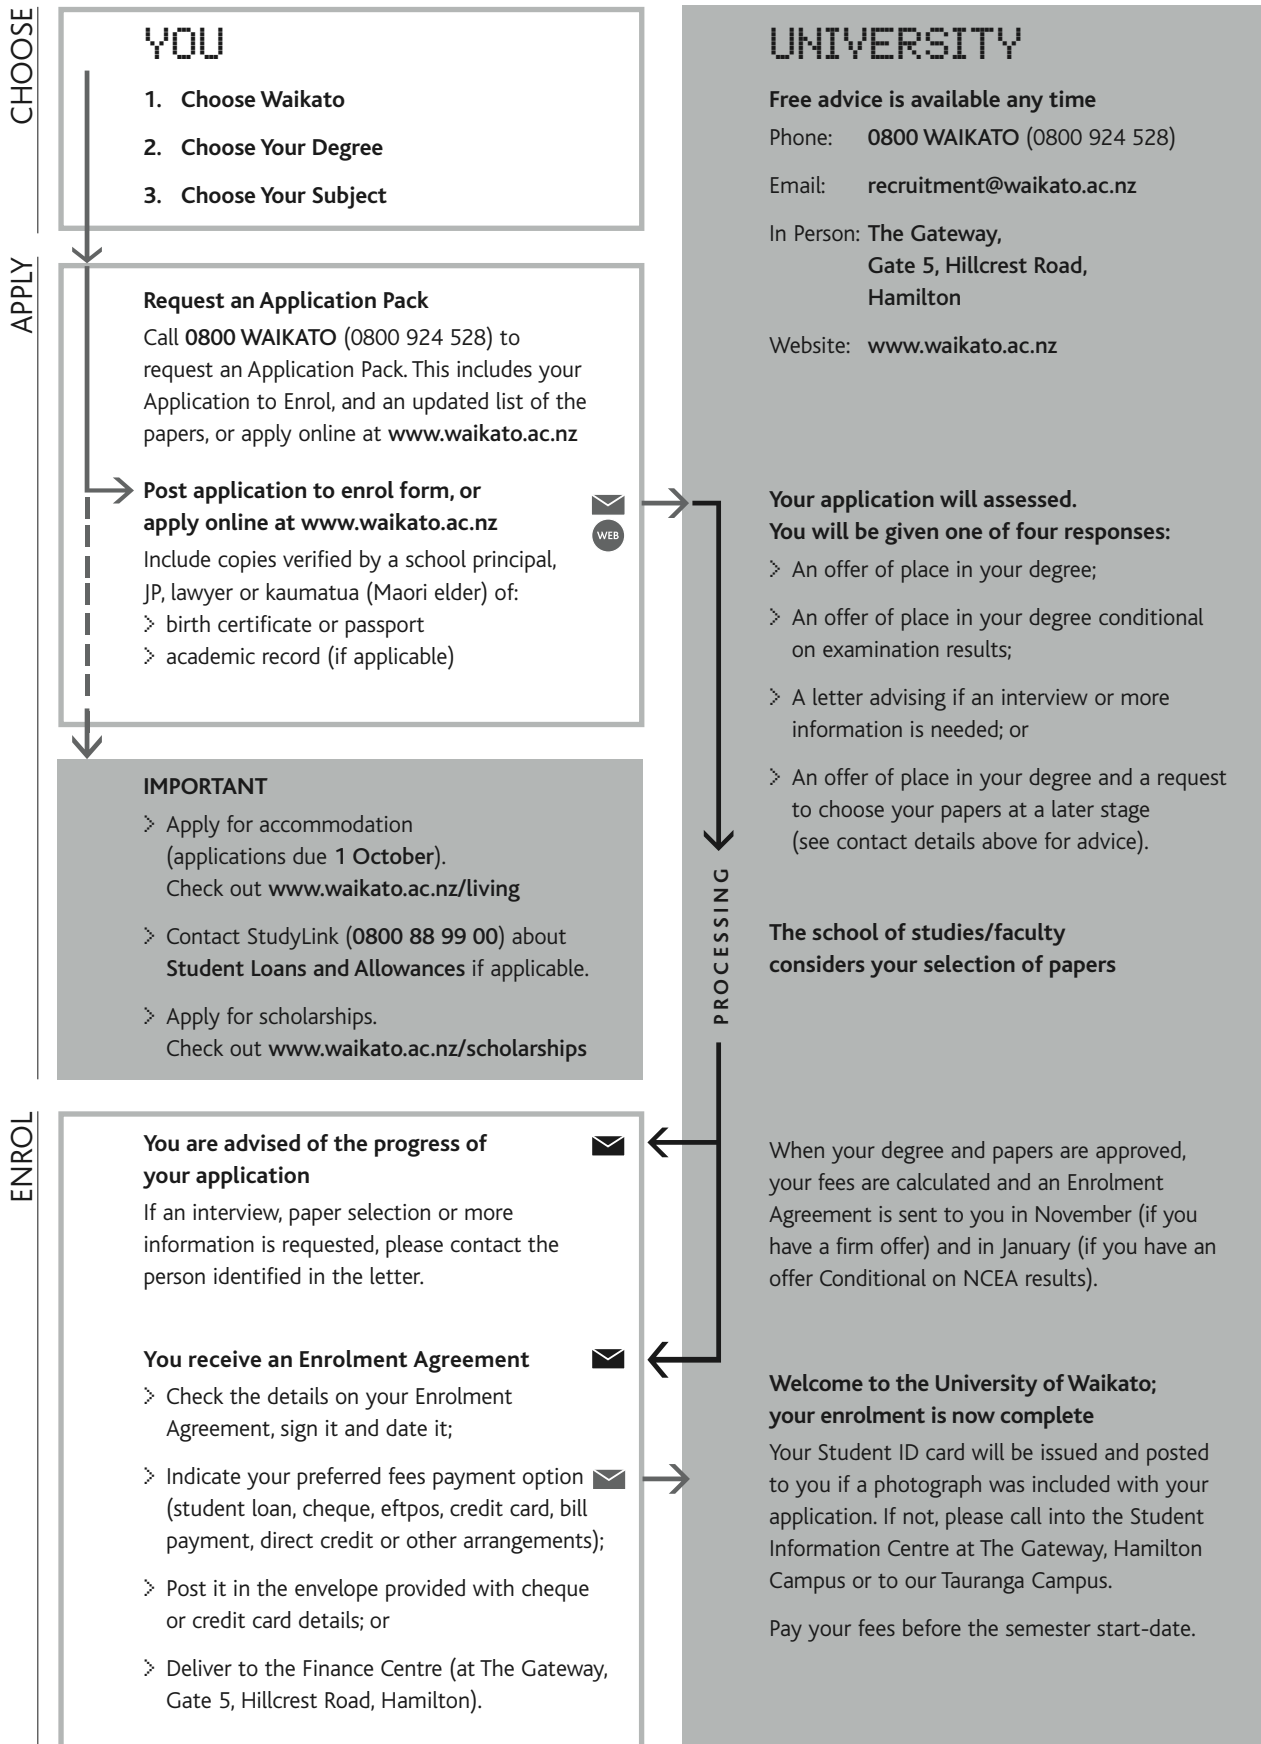 CHOOSE
YOU
1. Choose Waikato
2. Choose Your Degree
3. Choose Your Subject
APPLY
Request an Application Pack
Call 0800 WAIKATO (0800 924 528) to
request an Application Pack. This includes your
Application to Enrol, and an updated list of the
papers, or apply online at www.waikato.ac.nz
Post application to enrol form, or
apply online at www.waikato.ac.nz
WEB
Include copies verified by a school principal,
JP, lawyer or kaumatua (Maori elder) of:
> birth certificate or passport
> academic record (if applicable)
IMPORTANT
> Apply for accommodation
(applications due 1 October).
Check out www.waikato.ac.nz/living
> Contact StudyLink (0800 88 99 00) about
Student Loans and Allowances if applicable.
> Apply for scholarships.
Check out www.waikato.ac.nz/scholarships
ENROL
You are advised of the progress of
your application
If an interview, paper selection or more
information is requested, please contact the
person identified in the letter.
You receive an Enrolment Agreement
> Check the details on your Enrolment
Agreement, sign it and date it;
> Indicate your preferred fees payment option
(student loan, cheque, eftpos, credit card, bill
payment, direct credit or other arrangements);
> Post it in the envelope provided with cheque
or credit card details; or
> Deliver to the Finance Centre (at The Gateway,
Gate 5, Hillcrest Road, Hamilton).
UNIVERSITY
Free advice is available any time
Phone: 0800 WAIKATO (0800 924 528)
Email: recruitment@waikato.ac.nz
In Person: The Gateway,
Gate 5, Hillcrest Road,
Hamilton
Website: www.waikato.ac.nz
Your application will assessed.
You will be given one of four responses:
> An offer of place in your degree;
> An offer of place in your degree conditional
on examination results;
> A letter advising if an interview or more
information is needed; or
> An offer of place in your degree and a request
to choose your papers at a later stage
(see contact details above for advice).
PROCESSING
The school of studies/faculty
considers your selection of papers
When your degree and papers are approved,
your fees are calculated and an Enrolment
Agreement is sent to you in November (if you
have a firm offer) and in January (if you have an
offer Conditional on NCEA results).
Welcome to the University of Waikato;
your enrolment is now complete
Your Student ID card will be issued and posted
to you if a photograph was included with your
application. If not, please call into the Student
Information Centre at The Gateway, Hamilton
Campus or to our Tauranga Campus.
Pay your fees before the semester start-date.